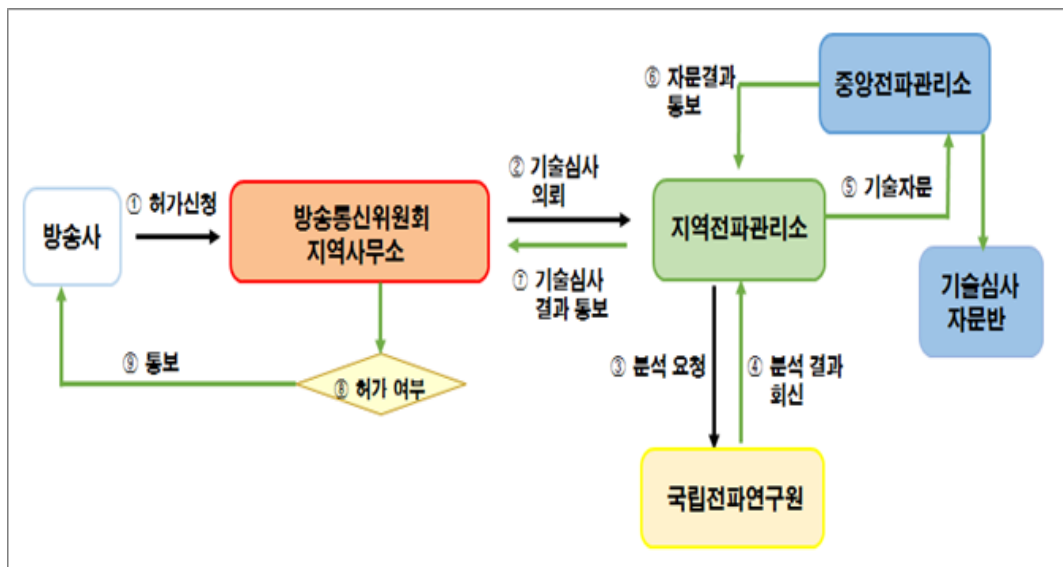 ① 허가신청
방송사
방송통신위원회
지역사무소
② 기술심사
의뢰
⑦ 기술심사
결과 통보
⑧ 허가 여부
⑨ 통보
지역전파관리소
③ 분석 요청
④ 분석 결과
회신
국립전파연구원
⑤ 기술자문
중앙전파관리소
⑥ 자문결과
통보
기술심사
자문반